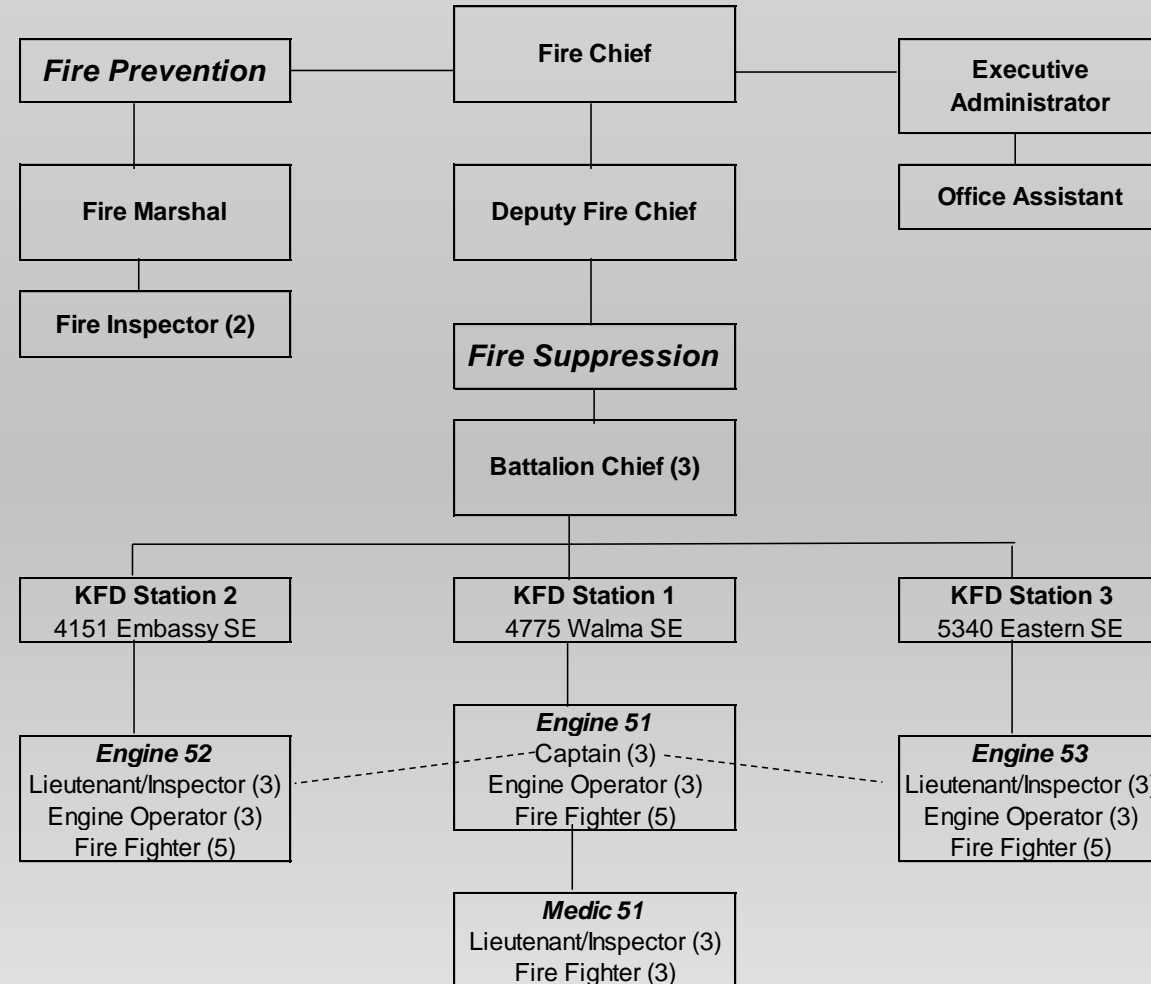 Fire Prevention
Fire Chief
Executive
Administrator
Fire Marshal
Deputy Fire Chief
Office Assistant
Fire Inspector (2)
Fire Suppression
Battalion Chief (3)
KFD Station 2
4151 Embassy SE
KFD Station 1
4775 Walma SE
KFD Station 3
5340 Eastern SE
Engine 52
Lieutenant/Inspector (3)
Engine Operator (3)
Fire Fighter (5)
Engine 51
Captain (3)
Engine Operator (3)
Fire Fighter (5)
Engine 53
Lieutenant/Inspector (3)
Engine Operator (3)
Fire Fighter (5)
Medic 51
Lieutenant/Inspector (3)
Fire Fighter (3)